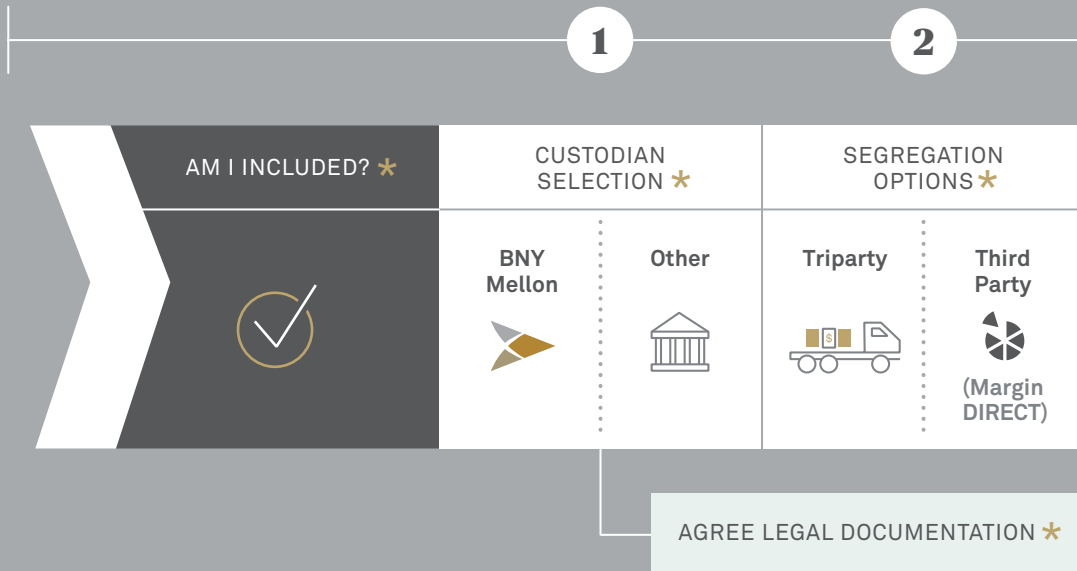 1
2
AM I INCLUDED? *
CUSTODIAN
SELECTION *
SEGREGATION
OPTIONS *
BNY
Mellon
Other
Triparty
$
Third
Party
(Margin
DIRECT)
AGREE LEGAL DOCUMENTATION *